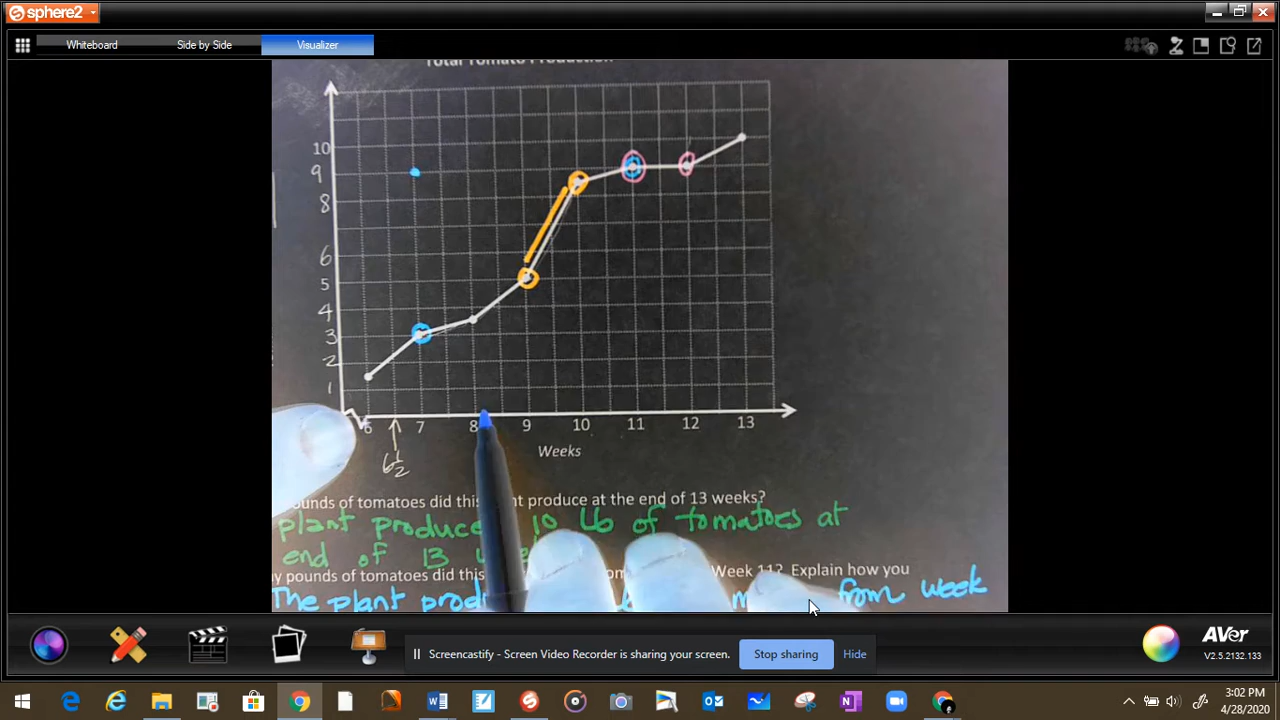 sphere2
Whiteboard Side by Side Visualizer
Total Tomato Production
10
9
8
6
5
4
3
2
1
6 7 8 9 10 11 12 13
6 1/2
Weeks
pounds of tomatoes did this produce at the end of 13 weeks?
plant produce 10 lb of tomatoes at
end of 13
pounds of tomatoes did this Week 11? Explain how you
The plant from week
Screencastify - Screen Video Recorder is sharing your screen. Stop sharing Hide
AVer
V2.5.2132.133
3:02 PM
4/28/2020